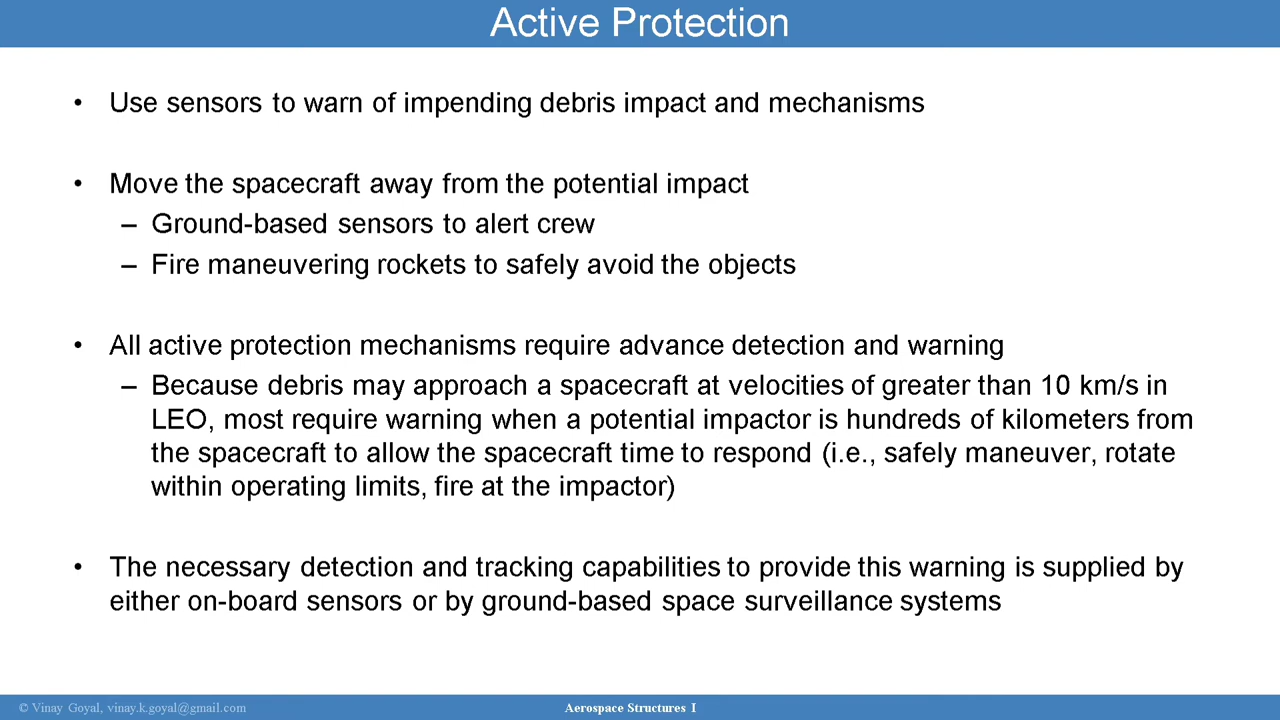 Active Protection
• Use sensors to warn of impending debris impact and mechanisms
• Move the spacecraft away from the potential impact
– Ground-based sensors to alert crew
– Fire maneuvering rockets to safely avoid the objects
• All active protection mechanisms require advance detection and warning
– Because debris may approach a spacecraft at velocities of greater than 10 km/s in
LEO, most require warning when a potential impactor is hundreds of kilometers from
the spacecraft to allow the spacecraft time to respond (i.e., safely maneuver, rotate
within operating limits, fire at the impactor)
• The necessary detection and tracking capabilities to provide this warning is supplied by
either on-board sensors or by ground-based space surveillance systems
© Vinay Goyal, vinay.k.goyal@gmail.com
Aerospace Structures I